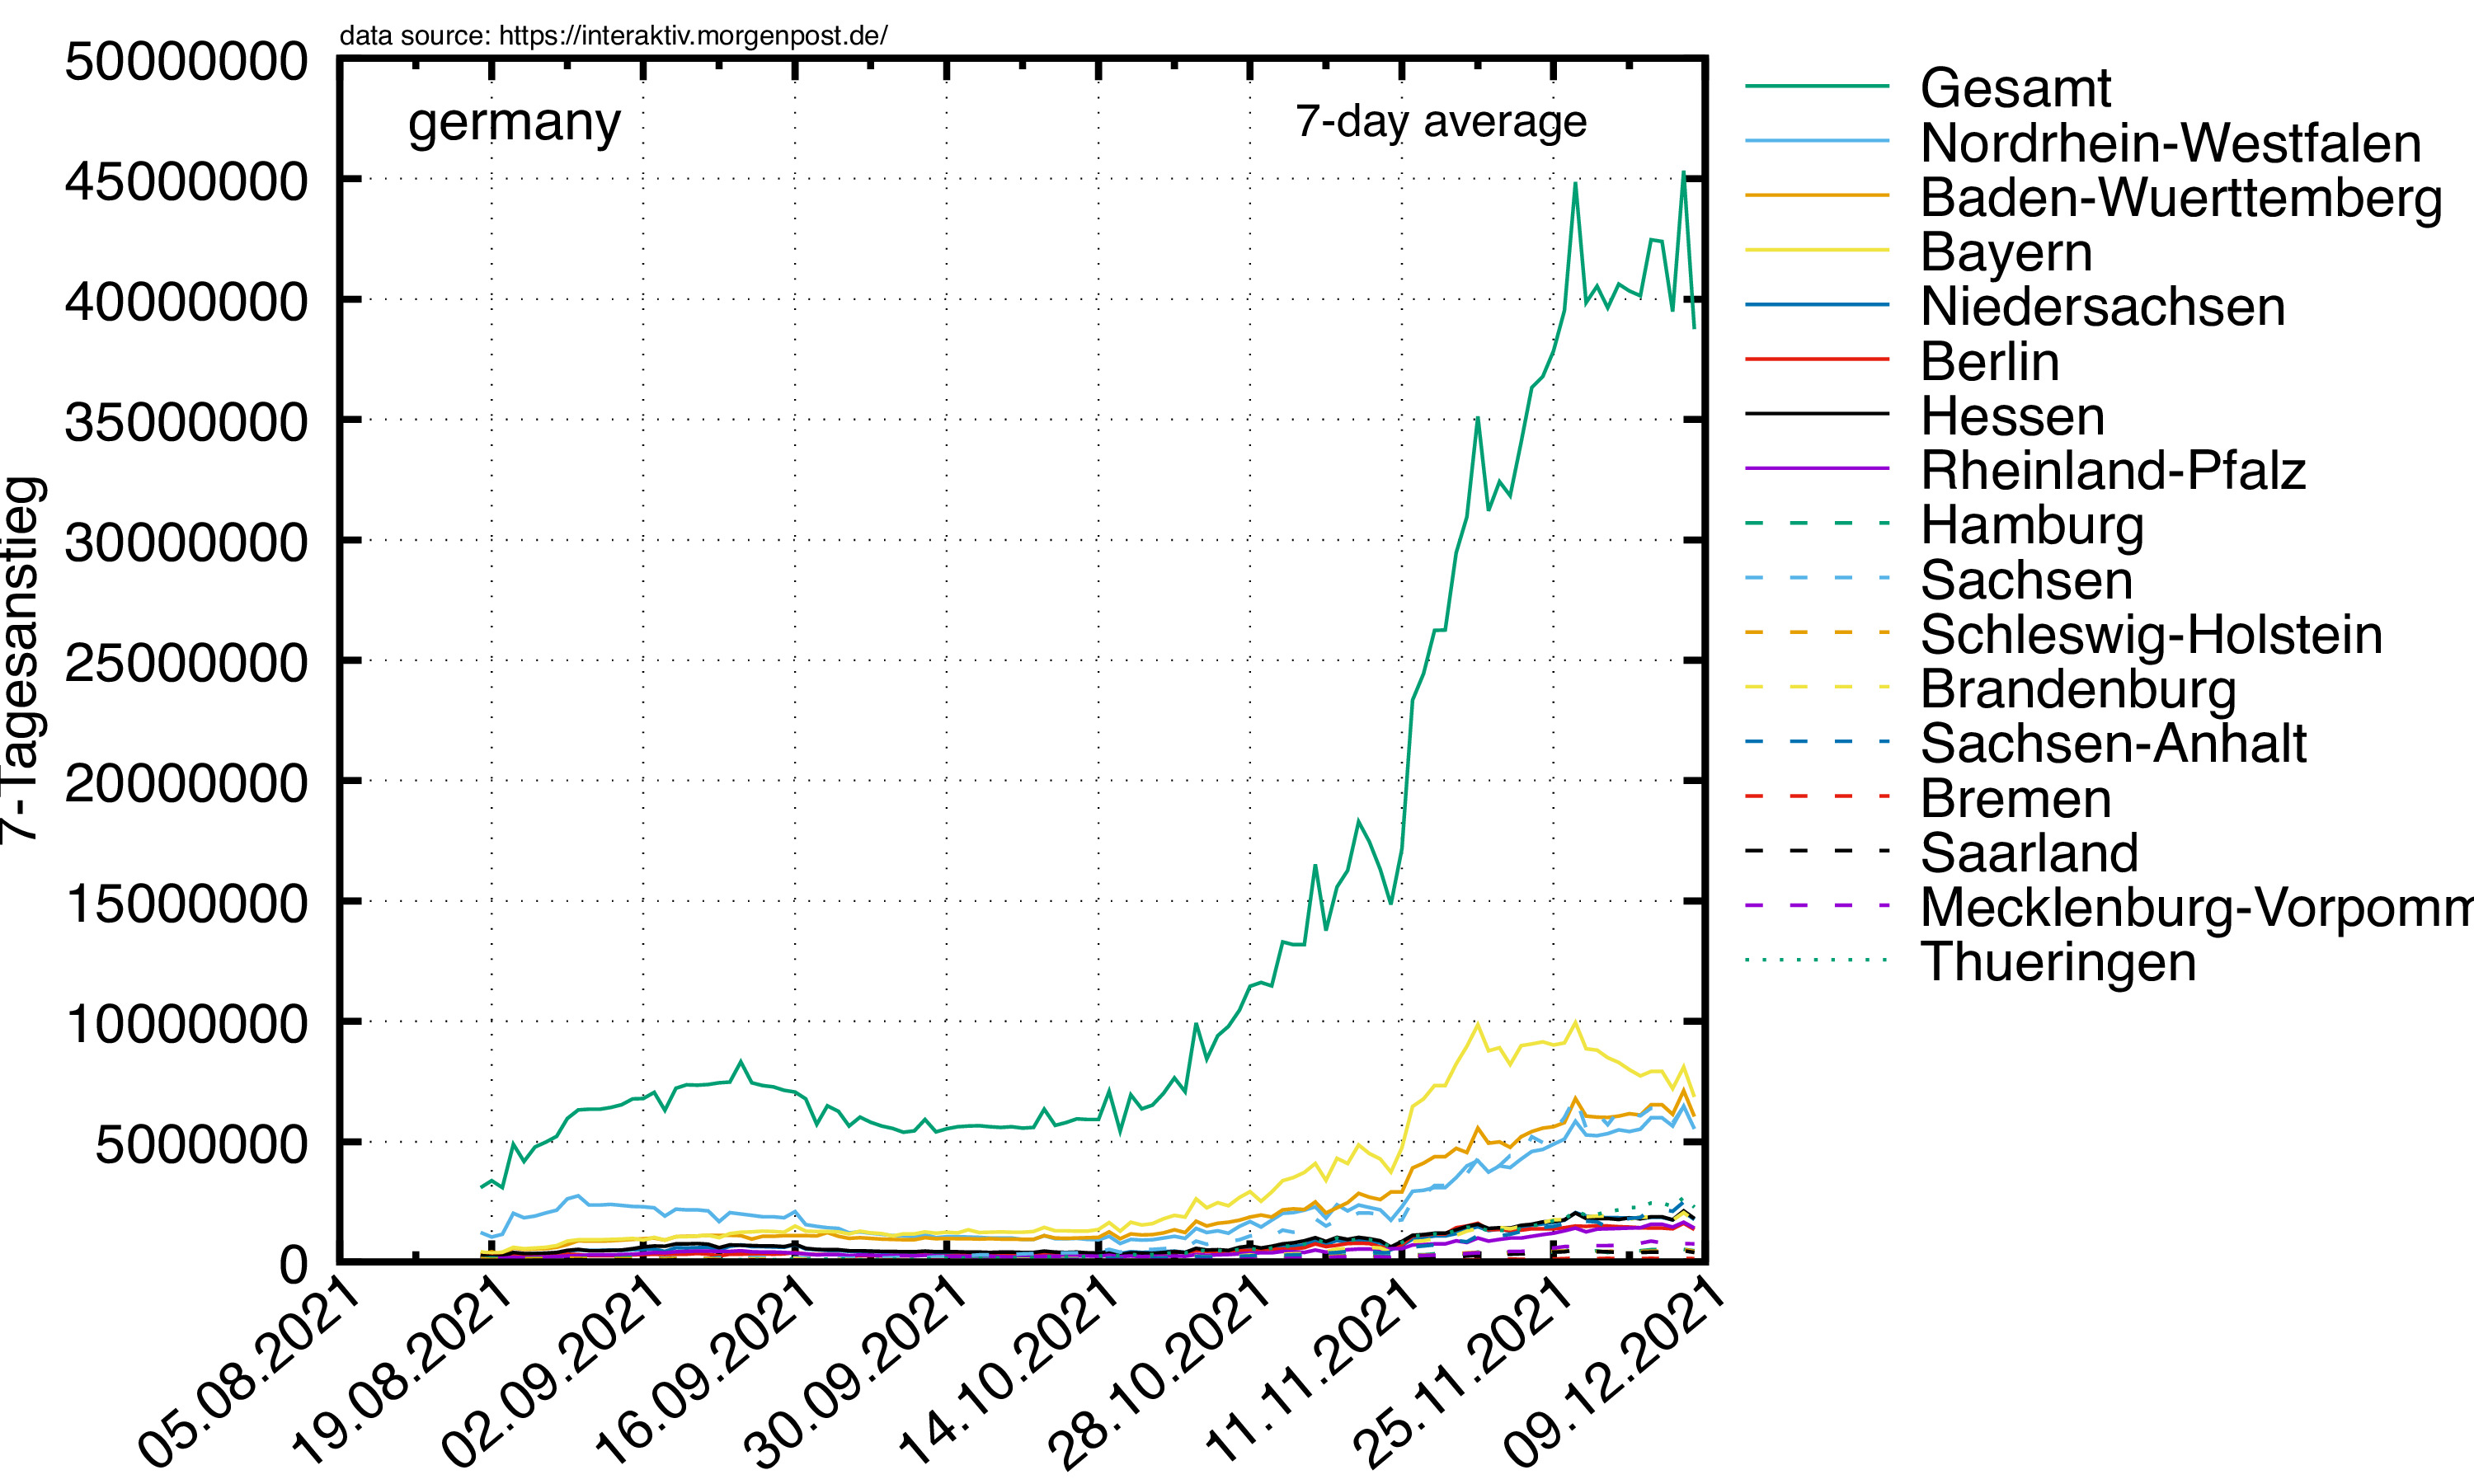 data source: https://interaktiv.morgenpost.de/
germany
7-day average
7-Tagesanstieg
50000000
45000000
40000000
35000000
30000000
25000000
20000000
15000000
10000000
5000000
0
05.08.2021
19.08.2021
02.09.2021
16.09.2021
30.09.2021
14.10.2021
28.10.2021
11.11.2021
25.11.2021
09.12.2021
Gesamt
Nordrhein-Westfalen
Baden-Wuerttemberg
Bayern
Niedersachsen
Berlin
Hessen
Rheinland-Pfalz
Hamburg
Sachsen
Schleswig-Holstein
Brandenburg
Sachsen-Anhalt
Bremen
Saarland
Mecklenburg-Vorpom
Thueringen